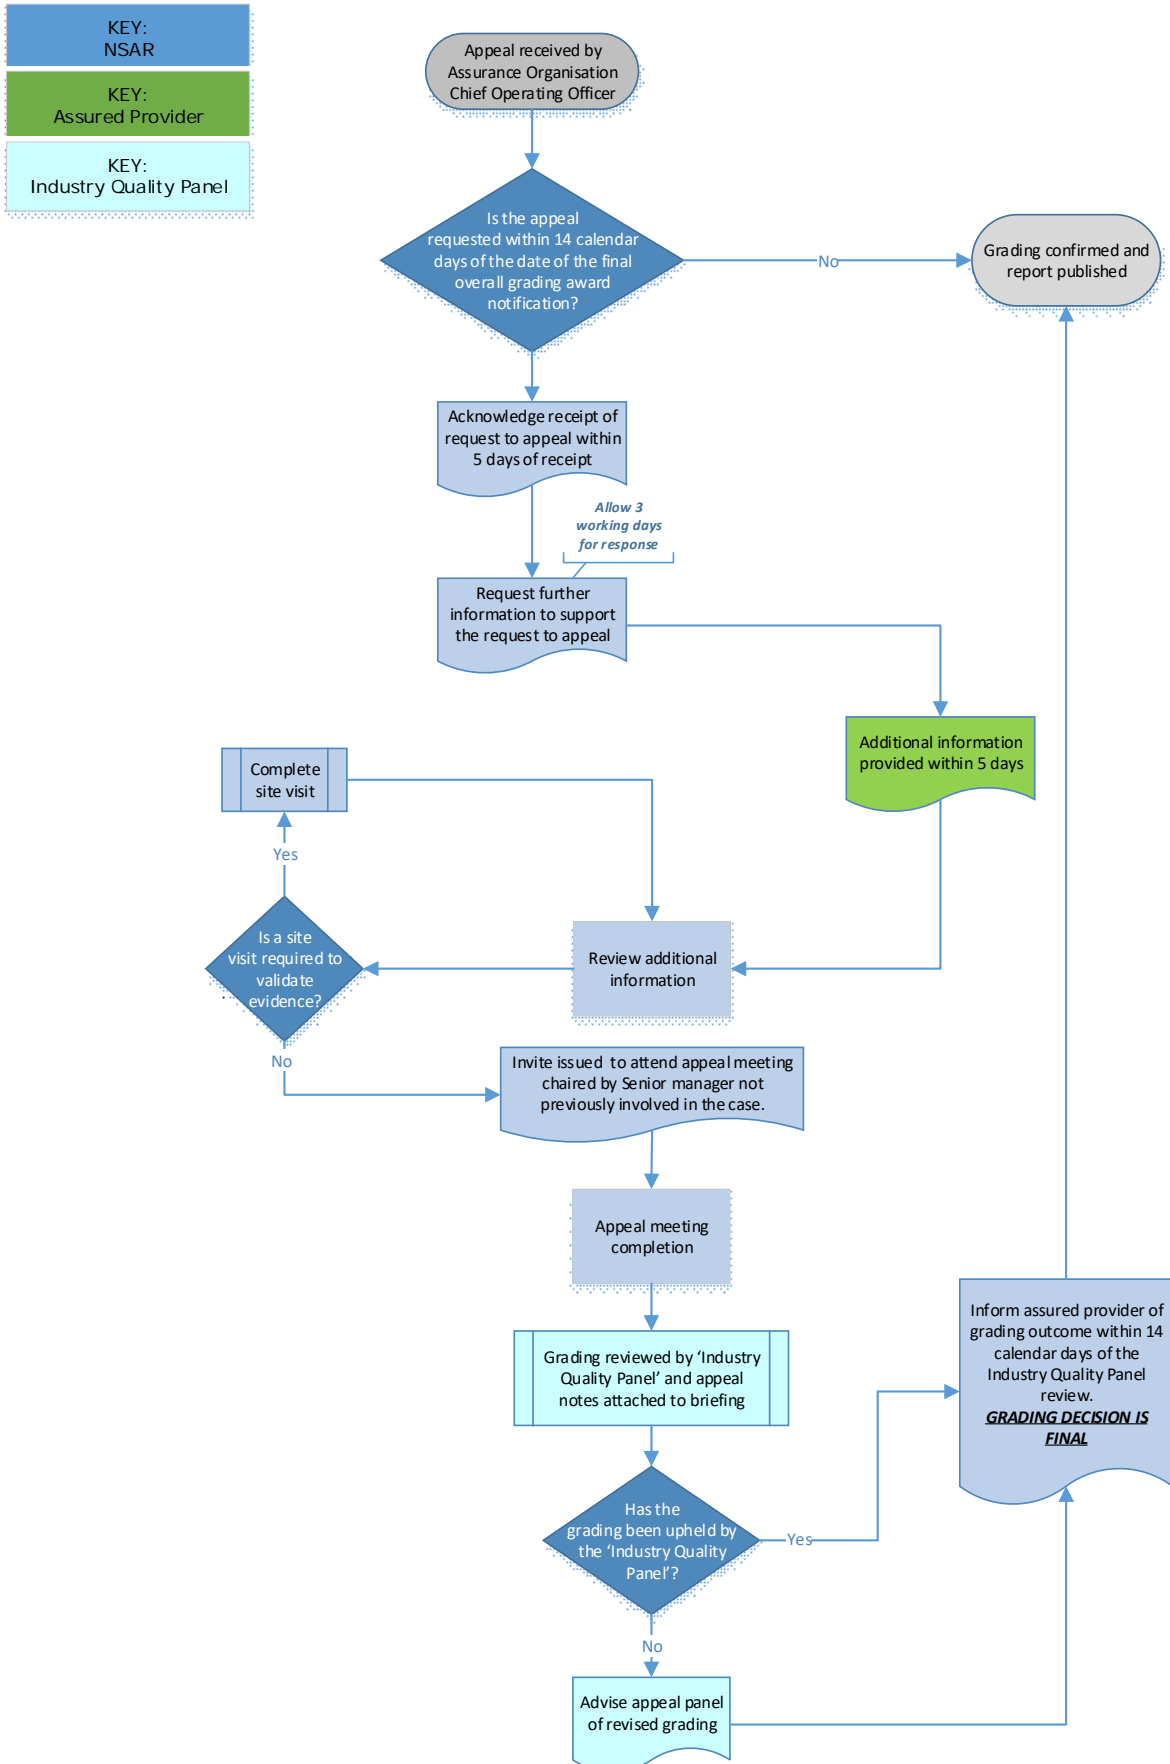 KEY:
NSAR
KEY:
Assured Provider
KEY:
Industry Quality Panel
Appeal received by
Assurance Organisation
Chief Operating Officer
Is the appeal
requested within 14 calendar
days of the date of the final
overall grading award
notification?
No
Grading confirmed and
report published
Acknowledge receipt of
request to appeal within
5 days of receipt
Allow 3
working days
for response
Request further
information to support
the request to appeal
Additional information
provided within 5 days
Complete
site visit
Yes
Is a site
visit required to
validate
evidence?
Review additional
information
No
Invite issued to attend appeal meeting
chaired by Senior manager not
previously involved in the case.
Appeal meeting
completion
Grading reviewed by ‘Industry
Quality Panel’ and appeal
notes attached to briefing
Inform assured provider of
grading outcome within 14
calendar days of the
Industry Quality Panel
review.
GRADING DECISION IS
FINAL
Has the
grading been upheld by
the ‘Industry Quality
Panel’?
Yes
No
Advise appeal panel
of revised grading